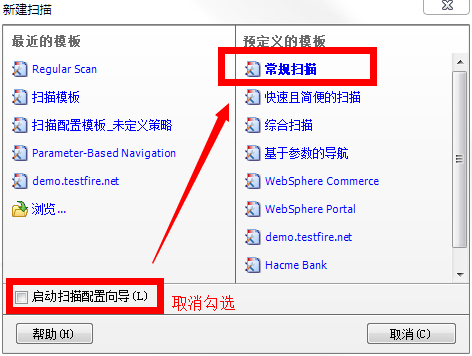 新建扫描
最近的模板
Regular Scan
扫描模板
扫描配置模板_未定义策略
Parameter-Based Navigation
demo.testfire.net
浏览...
预定义的模板
常规扫描
快速且简便的扫描
综合扫描
基于参数的导航
WebSphere Commerce
WebSphere Portal
demo.testfire.net
Hacme Bank
启动扫描配置向导(L)
取消勾选
帮助(H)
取消(C)